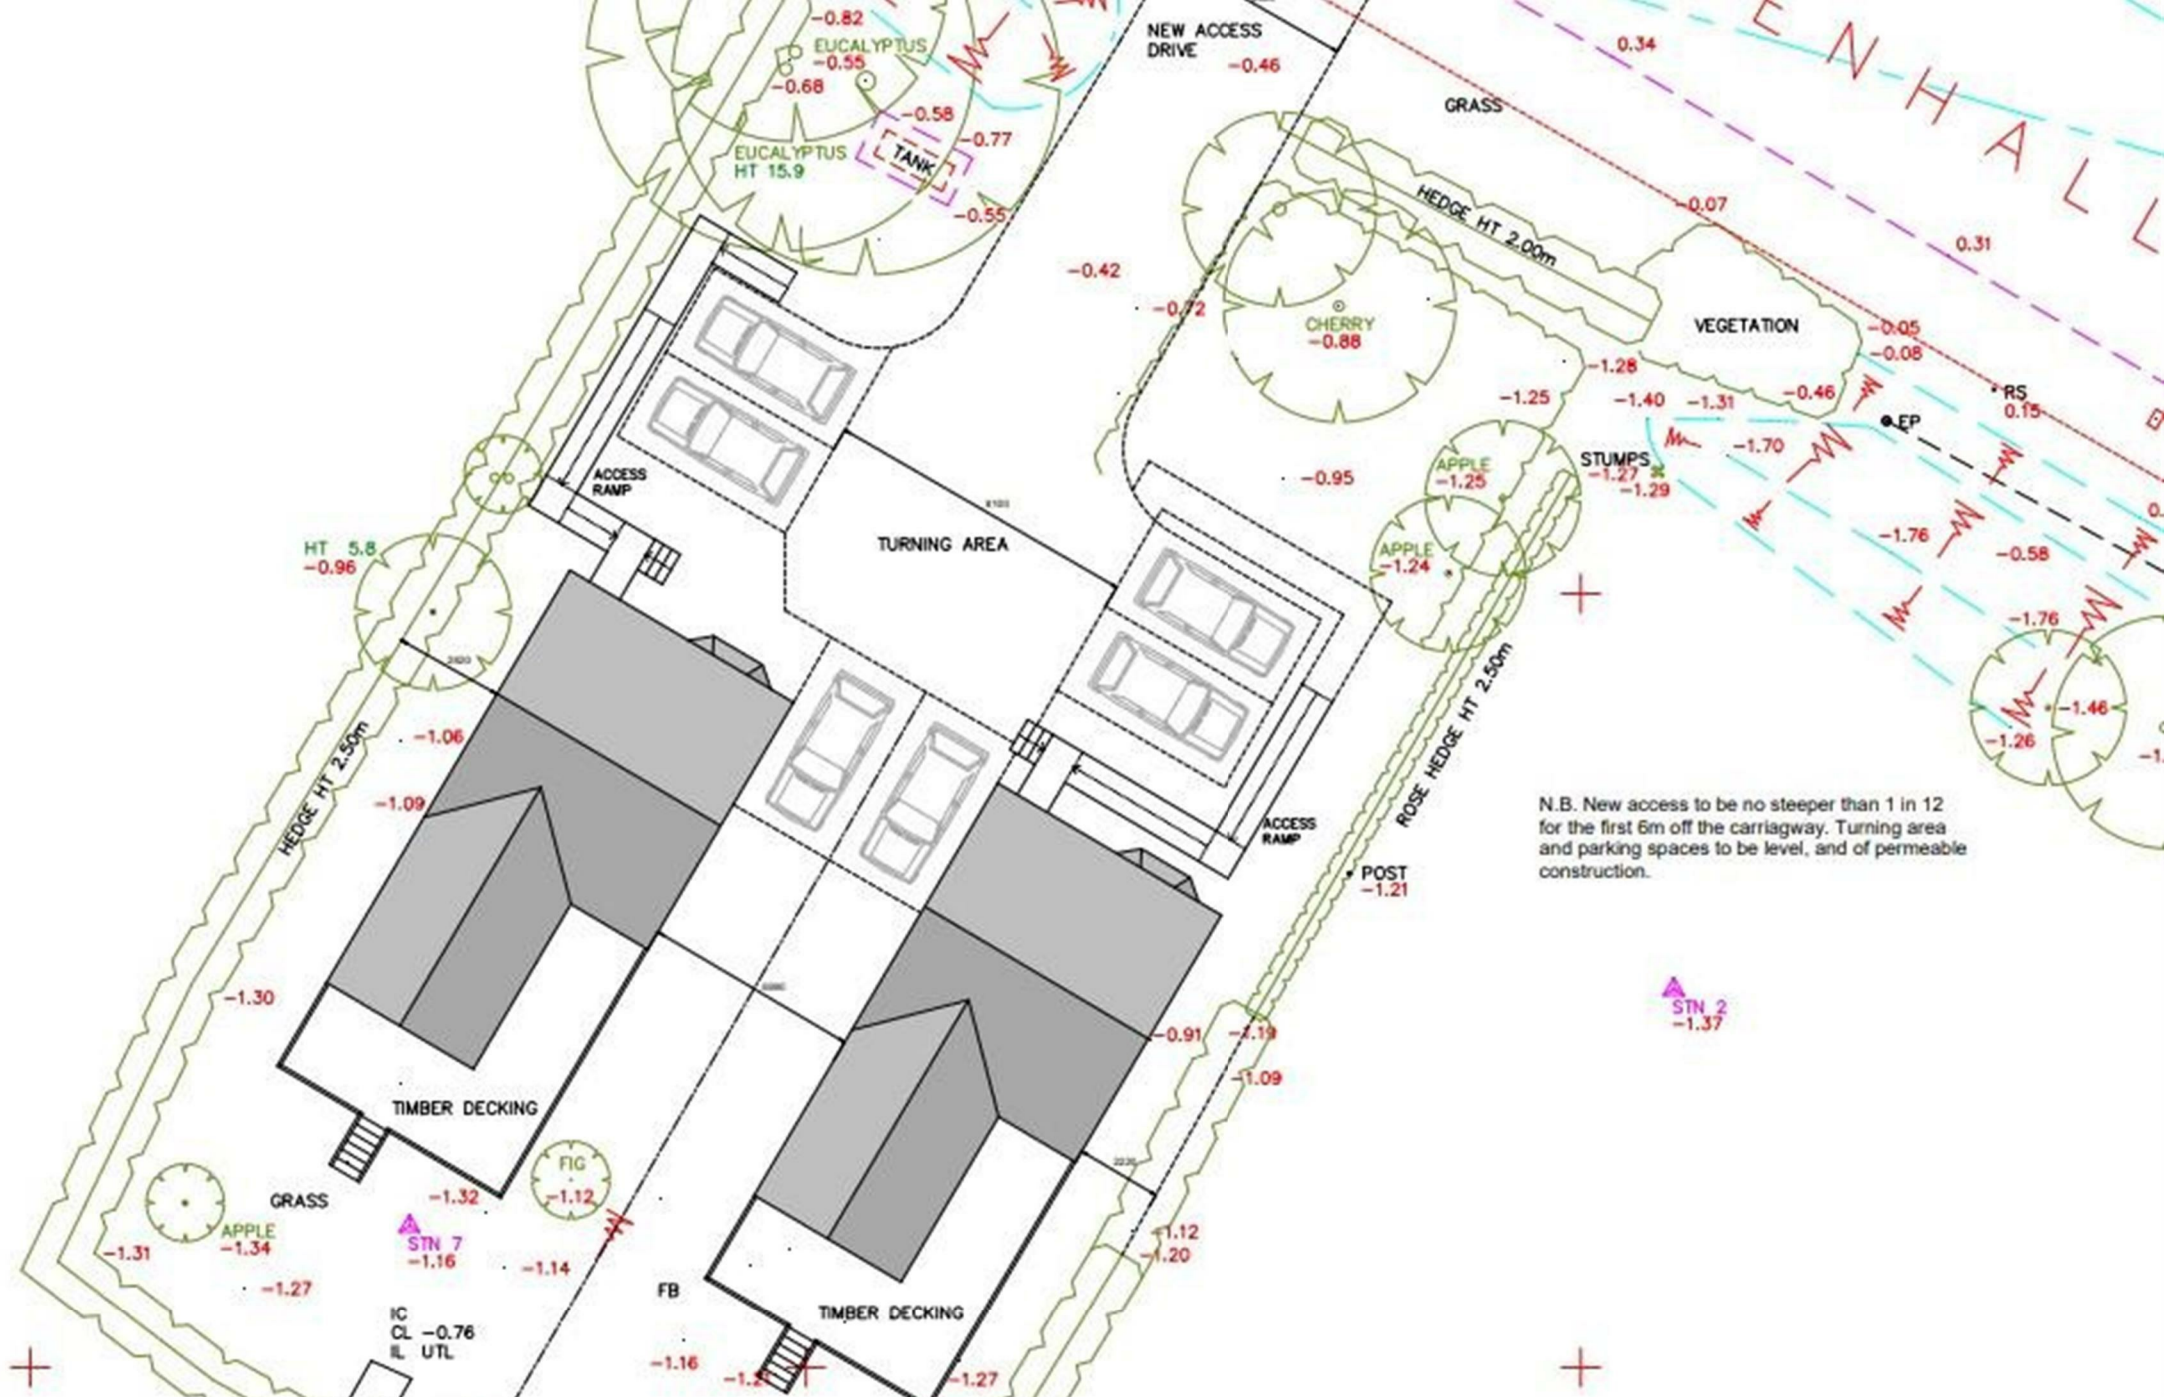 -0.82
EUCALYPTUS
-0.55
-0.68
-0.58
-0.77
EUCALYPTUS
HT 15.9
TANK
-0.55
NEW ACCESS
DRIVE
-0.46
0.34
ENHALL
GRASS
HEDGE HT 2.00m
-0.07
0.31
-0.42
-0.72
CHERRY
-0.88
VEGETATION
-0.05
-0.08
-1.28
-1.25
-1.40
-1.31
-0.46
RS
0.15
EP
-1.70
STUMPS
-1.27
-1.29
-0.95
APPLE
-1.25
APPLE
-1.24
-1.76
-0.58
-1.76
-1.46
-1.26
ACCESS
RAMP
TURNING AREA
HT 5.8
-0.96
-1.06
-1.09
HEDGE HT 2.50m
ROSE HEDGE HT 2.50m
ACCESS
RAMP
N.B. New access to be no steeper than 1 in 12
for the first 6m off the carriagway. Turning area
and parking spaces to be level, and of permeable
construction.
POST
-1.21
-1.30
STN 2
-1.37
-0.91
-1.19
-1.09
TIMBER DECKING
2220
FIG
-1.12
GRASS
-1.32
APPLE
-1.34
-1.31
STN 7
-1.16
-1.14
-1.27
-1.12
-1.20
FB
TIMBER DECKING
IC
CL -0.76
IL UTL
-1.16
-1.27